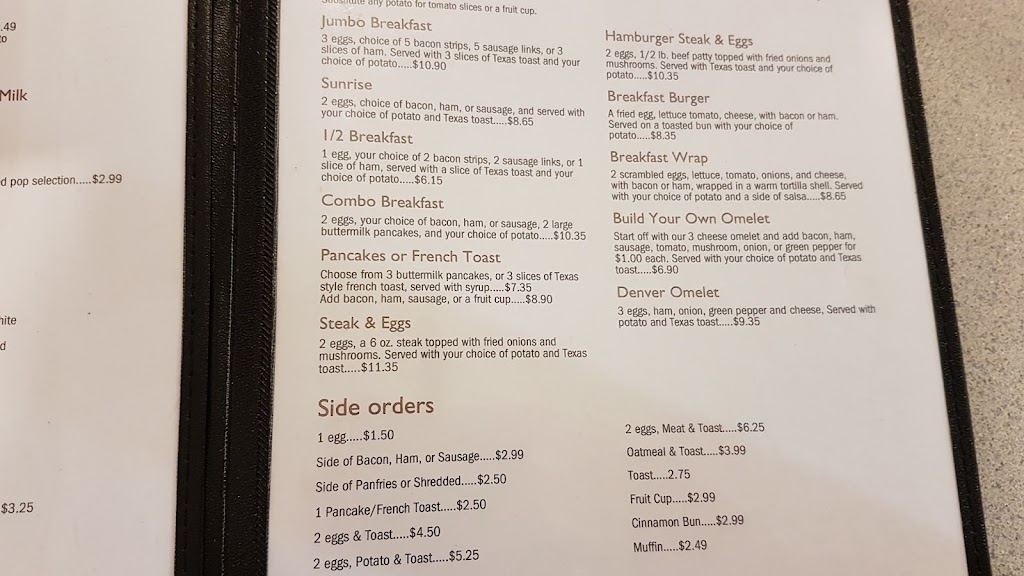 .49
to
Milk
d pop selection.....$2.99
hite
d
$3.25
Substitute any potato for tomato slices or a fruit cup.
Jumbo Breakfast
3 eggs, choice of 5 bacon strips, 5 sausage links, or 3
slices of ham. Served with 3 slices of Texas toast and your
choice of potato.....$10.90
Sunrise
2 eggs, choice of bacon, ham, or sausage, and served with
your choice of potato and Texas toast.....$8.65
1/2 Breakfast
1 egg, your choice of 2 bacon strips, 2 sausage links, or 1
slice of ham, served with a slice of Texas toast and your
choice of potato.....$6.15
Combo Breakfast
2 eggs, your choice of bacon, ham, or sausage, 2 large
buttermilk pancakes, and your choice of potato.....$10.35
Pancakes or French Toast
Choose from 3 buttermilk pancakes, or 3 slices of Texas
style french toast, served with syrup.....$7.35
Add bacon, ham, sausage, or a fruit cup.....$8.90
Steak & Eggs
2 eggs, a 6 oz. steak topped with fried onions and
mushrooms. Served with your choice of potato and Texas
toast.....$11.35
Hamburger Steak & Eggs
2 eggs, 1/2 lb. beef patty topped with fried onions and
mushrooms. Served with Texas toast and your choice of
potato.....$10.35
Breakfast Burger
A fried egg, lettuce tomato, cheese, with bacon or ham.
Served on a toasted bun with your choice of
potato.....$8.35
Breakfast Wrap
2 scrambled eggs, lettuce, tomato, onions, and cheese,
with bacon or ham, wrapped in a warm tortilla shell. Served
with your choice of potato and a side of salsa.....$8.65
Build Your Own Omelet
Start off with our 3 cheese omelet and add bacon, ham,
sausage, tomato, mushroom, onion, or green pepper for
$1.00 each. Served with your choice of potato and Texas
toast.....$6.90
Denver Omelet
3 eggs, ham, onion, green pepper and cheese, Served with
potato and Texas toast.....$9.35
Side orders
1 egg.....$1.50
Side of Bacon, Ham, or Sausage.....$2.99
Side of Panfries or Shredded.....$2.50
1 Pancake/French Toast.....$2.50
2 eggs & Toast.....$4.50
2 eggs, Potato & Toast.....$5.25
2 eggs, Meat & Toast.....$6.25
Oatmeal & Toast.....$3.99
Toast.....2.75
Fruit Cup.....$2.99
Cinnamon Bun.....$2.99
Muffin.....$2.49